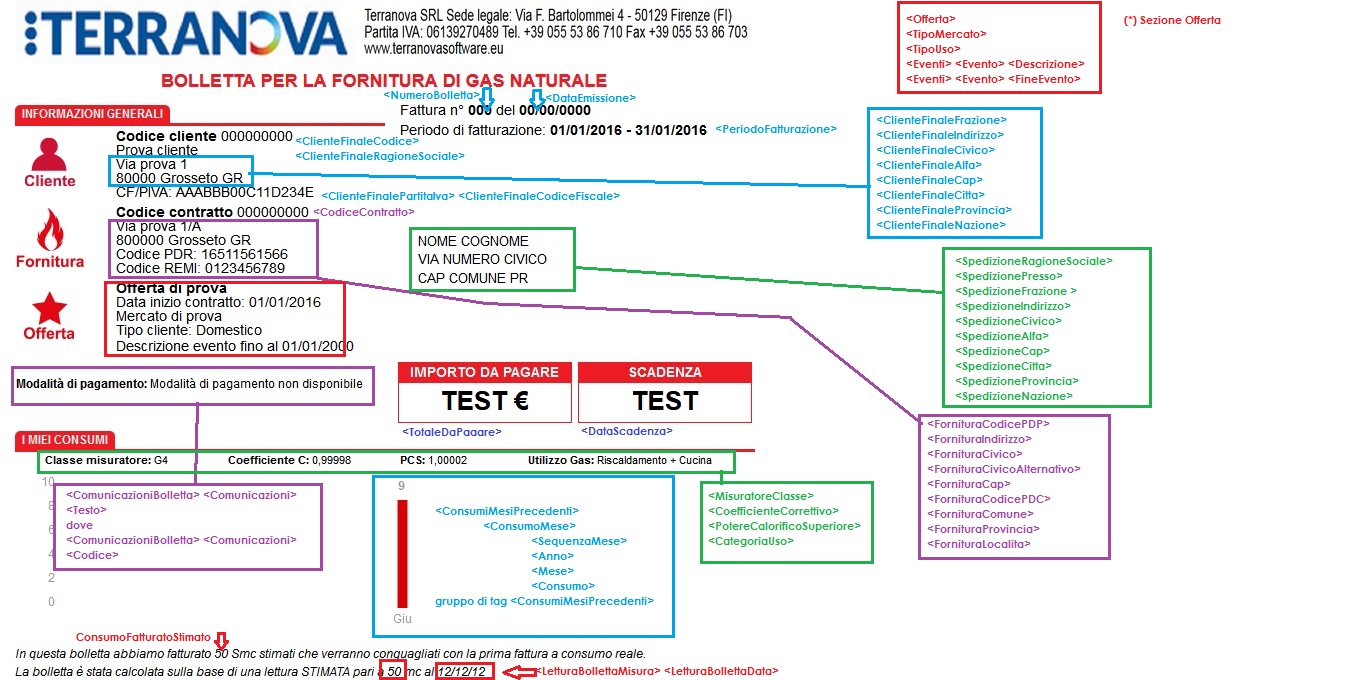 TERRANOVA
Terranova SRL Sede legale: Via F. Bartolommei 4 - 50129 Firenze (FI)
Partita IVA: 06139270489 Tel. +39 055 53 86 710 Fax +39 055 53 86 703
www.terranovasoftware.eu
<Offerta>
<TipoMercato>
<TipoUso>
<Eventi> <Evento> <Descrizione>
<Eventi> <Evento> <FineEvento>
(*) Sezione Offerta
BOLLETTA PER LA FORNITURA DI GAS NATURALE
<NumeroBolletta>
<DataEmissione>
INFORMAZIONI GENERALI
Fattura n° 000 del 00/00/0000
Periodo di fatturazione: 01/01/2016 - 31/01/2016 <PeriodoFatturazione>
Cliente
Codice cliente 000000000 <ClienteFinaleCodice>
Prova cliente <ClienteFinaleRagioneSociale>
Via prova 1
80000 Grosseto GR
CF/PIVA: AAABBB00C11D234E <ClienteFinalePartitaIva> <ClienteFinaleCodiceFiscale>
<ClienteFinaleFrazione>
<ClienteFinaleIndirizzo>
<ClienteFinaleCivico>
<ClienteFinaleAlfa>
<ClienteFinaleCap>
<ClienteFinaleCitta>
<ClienteFinaleProvincia>
<ClienteFinaleNazione>
Fornitura
Codice contratto 000000000 <CodiceContratto>
Via prova 1/A
800000 Grosseto GR
Codice PDR: 16511561566
Codice REMI: 0123456789
NOME COGNOME
VIA NUMERO CIVICO
CAP COMUNE PR
<SpedizioneRagioneSociale>
<SpedizionePresso>
<SpedizioneFrazione >
<SpedizioneIndirizzo>
<SpedizioneCivico>
<SpedizioneAlfa>
<SpedizioneCap>
<SpedizioneCitta>
<SpedizioneProvincia>
<SpedizioneNazione>
Offerta
Offerta di prova
Data inizio contratto: 01/01/2016
Mercato di prova
Tipo cliente: Domestico
Descrizione evento fino al 01/01/2000
Modalità di pagamento: Modalità di pagamento non disponibile
IMPORTO DA PAGARE
TEST €
<TotaleDaPagare>
SCADENZA
TEST
<DataScadenza>
<FornituraCodicePDP>
<FornituraIndirizzo>
<FornituraCivico>
<FornituraCivicoAlternativo>
<FornituraCap>
<FornituraCodicePDC>
<FornituraComune>
<FornituraProvincia>
<FornituraLocalita>
I MIEI CONSUMI
Classe misuratore: G4 Coefficiente C: 0,99998 PCS: 1,00002 Utilizzo Gas: Riscaldamento + Cucina
10
8
6
4
2
0
<ComunicazioniBolletta> <Comunicazioni>
<Testo>
dove
<ComunicazioniBolletta> <Comunicazioni>
<Codice>
9
Giu
<ConsumiMesiPrecedenti>
<ConsumoMese>
<SequenzaMese>
<Anno>
<Mese>
<Consumo>
gruppo di tag <ConsumiMesiPrecedenti>
<MisuratoreClasse>
<CoefficienteCorrettivo>
<PotereCalorificoSuperiore>
<CategoriaUso>
ConsumoFatturatoStimato
In questa bolletta abbiamo fatturato 50 Smc stimati che verranno conguagliati con la prima fattura a consumo reale.
La bolletta è stata calcolata sulla base di una lettura STIMATA pari a 50 mc al 12/12/12 <LetturaBollettaMisura> <LetturaBollettaData>